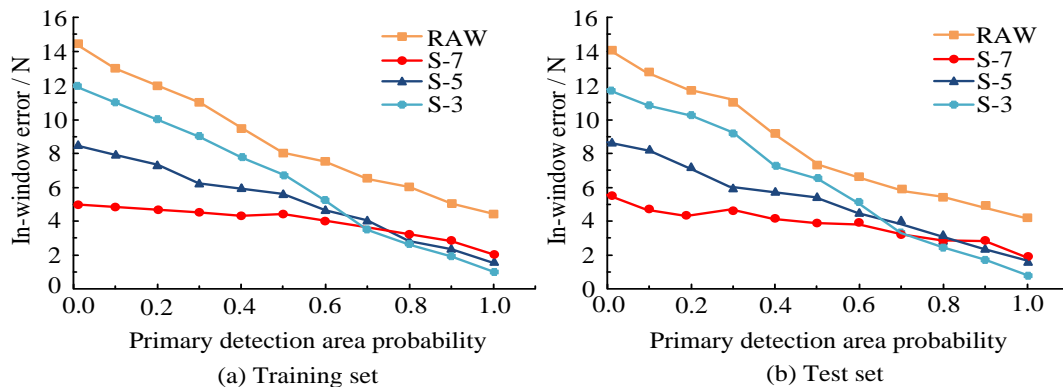 In-window error / N
16
14
12
10
8
6
4
2
0
RAW
S-7
S-5
S-3
0.0 0.2 0.4 0.6 0.8 1.0
Primary detection area probability
(a) Training set
In-window error / N
16
14
12
10
8
6
4
2
0
RAW
S-7
S-5
S-3
0.0 0.2 0.4 0.6 0.8 1.0
Primary detection area probability
(b) Test set